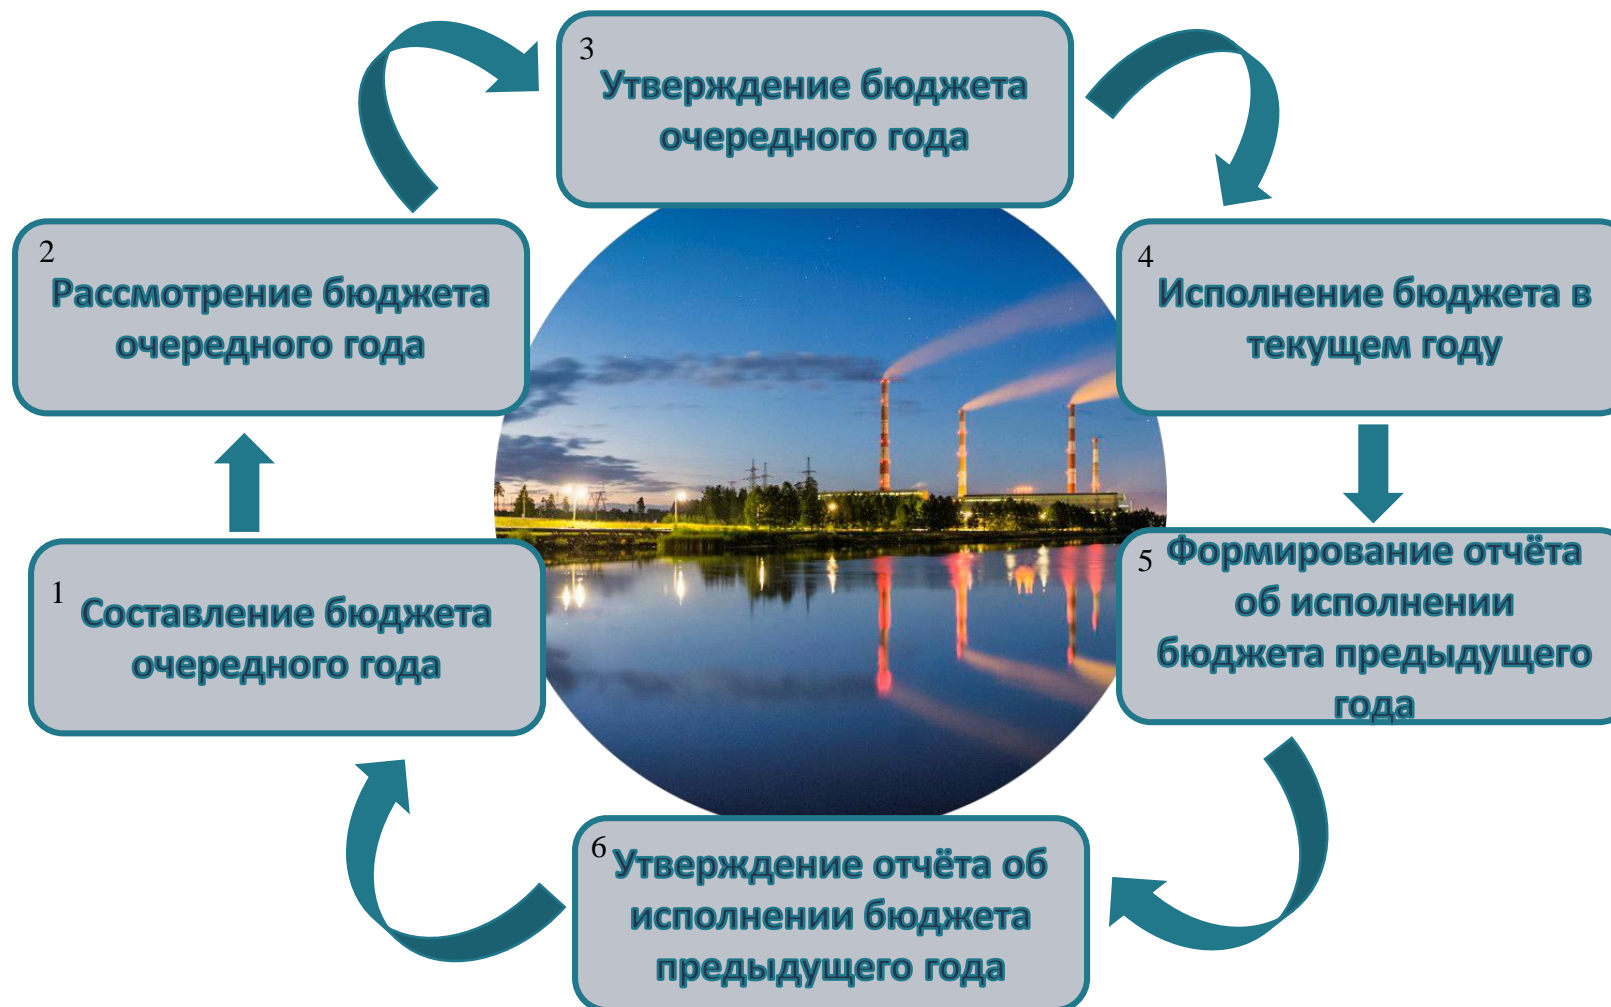 3
Утверждение бюджета
очередного года
2
Рассмотрение бюджета
очередного года
4
Исполнение бюджета в
текущем году
1
Составление бюджета
очередного года
5
Формирование отчёта
об исполнении
бюджета предыдущего
года
6
Утверждение отчёта об
исполнении бюджета
предыдущего года